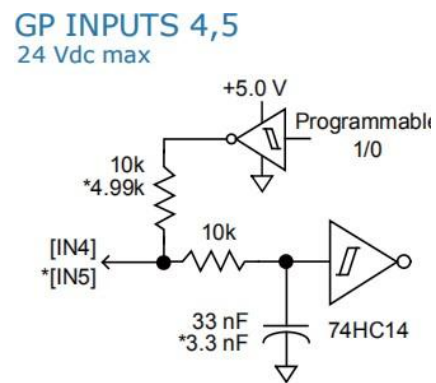 GP INPUTS 4,5
24 Vdc max
+5.0 V
Programmable
1/0
10k
*4.99k
10k
[IN4]
*[IN5]
33 nF
*3.3 nF
74HC14